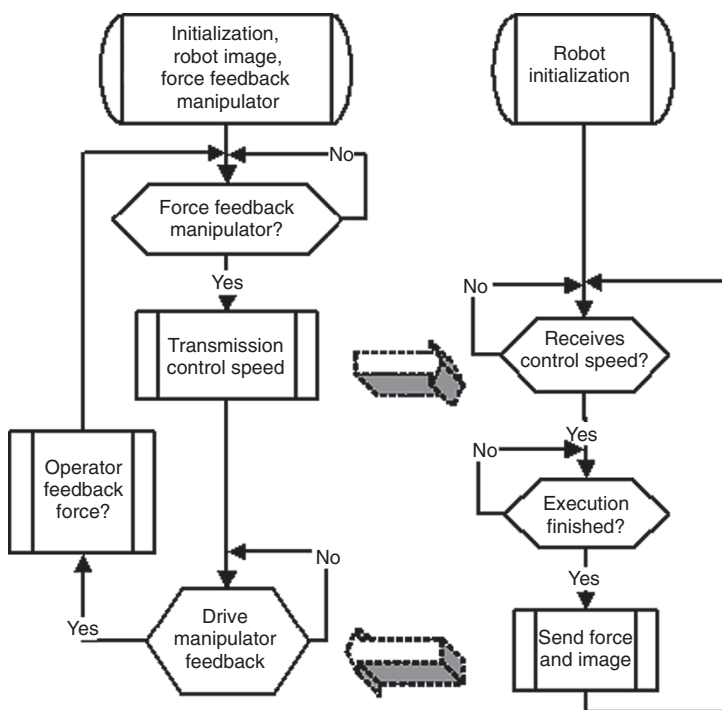 Initialization,
robot image,
force feedback
manipulator
No
Force feedback
manipulator?
Yes
Transmission
control speed
Operator
feedback
force?
No
Yes
Drive
manipulator
feedback
Robot
initialization
No
Receives
control speed?
Yes
No
Execution
finished?
Yes
Send force
and image